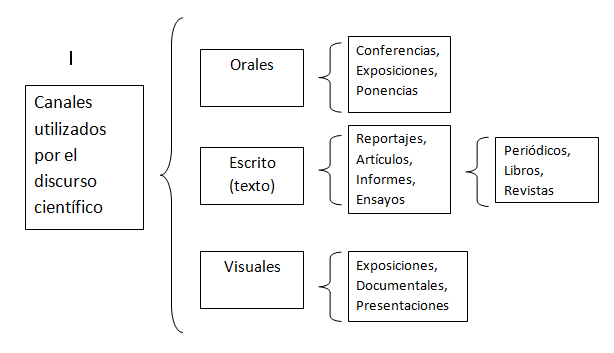 Canales
utilizados
por el
discurso
científico
Orales
Conferencias,
Exposiciones,
Ponencias
Escrito
(texto)
Reportajes,
Artículos,
Informes,
Ensayos
Periódicos,
Libros,
Revistas
Visuales
Exposiciones,
Documentales,
Presentaciones